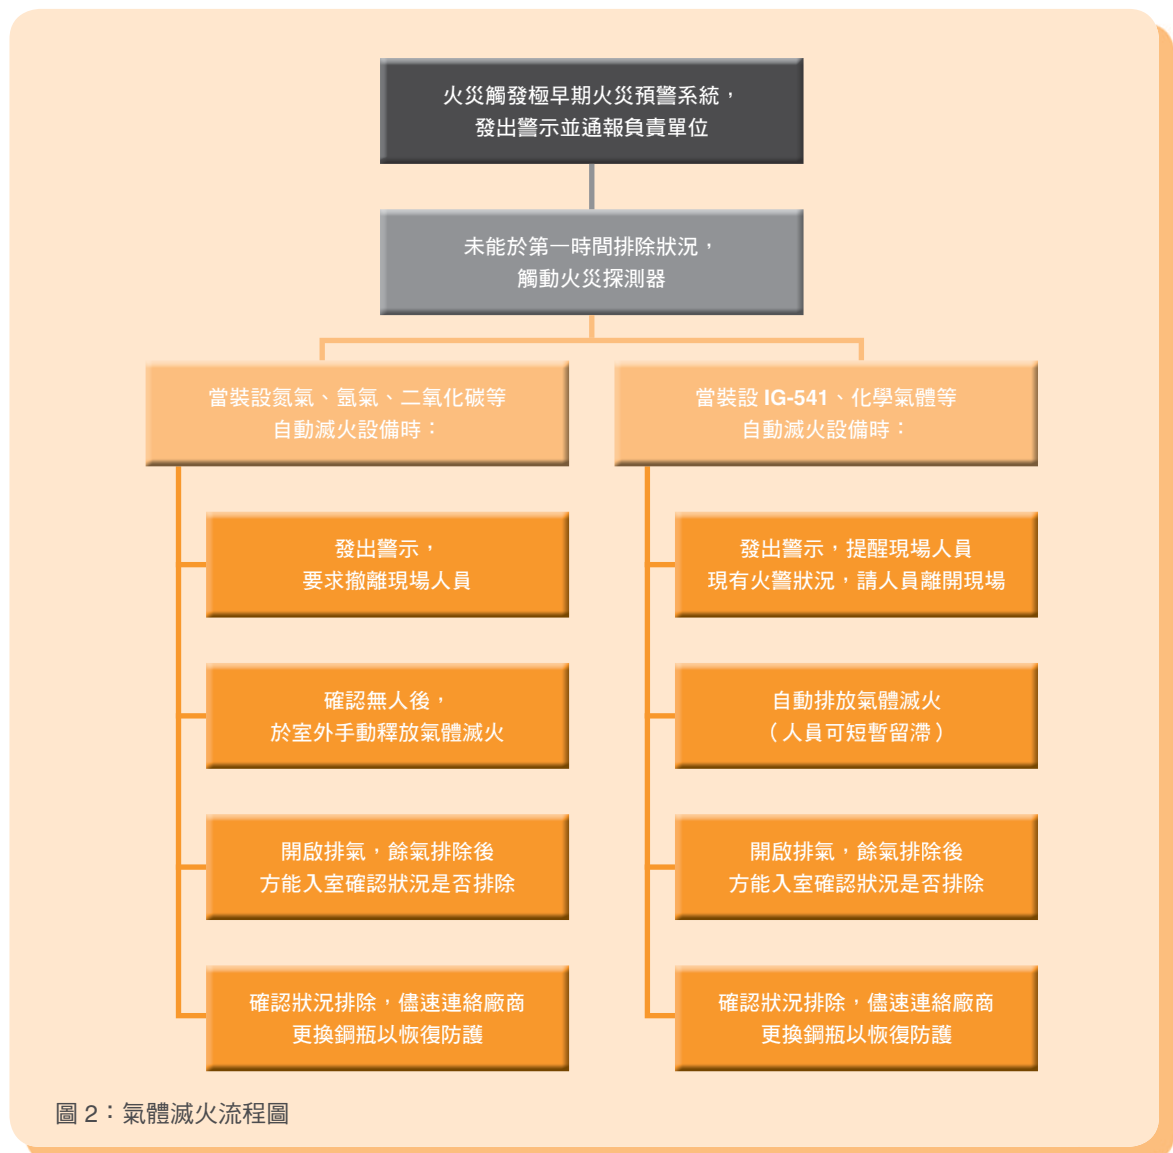 火災觸發極早期火災預警系統，
發出警示並通報負責單位
未能於第一時間排除狀況，
觸動火災探測器
當裝設氮氣、氬氣、二氧化碳等
自動滅火設備時：
發出警示，
要求撤離現場人員
確認無人後，
於室外手動釋放氣體滅火
開啟排氣，餘氣排除後
方能入室確認狀況是否排除
確認狀況排除，儘速連絡廠商
更換鋼瓶以恢復防護
當裝設 IG-541、化學氣體等
自動滅火設備時：
發出警示，提醒現場人員
現有火警狀況，請人員離開現場
自動排放氣體滅火
（人員可短暫留滯）
開啟排氣，餘氣排除後
方能入室確認狀況是否排除
確認狀況排除，儘速連絡廠商
更換鋼瓶以恢復防護
圖 2：氣體滅火流程圖